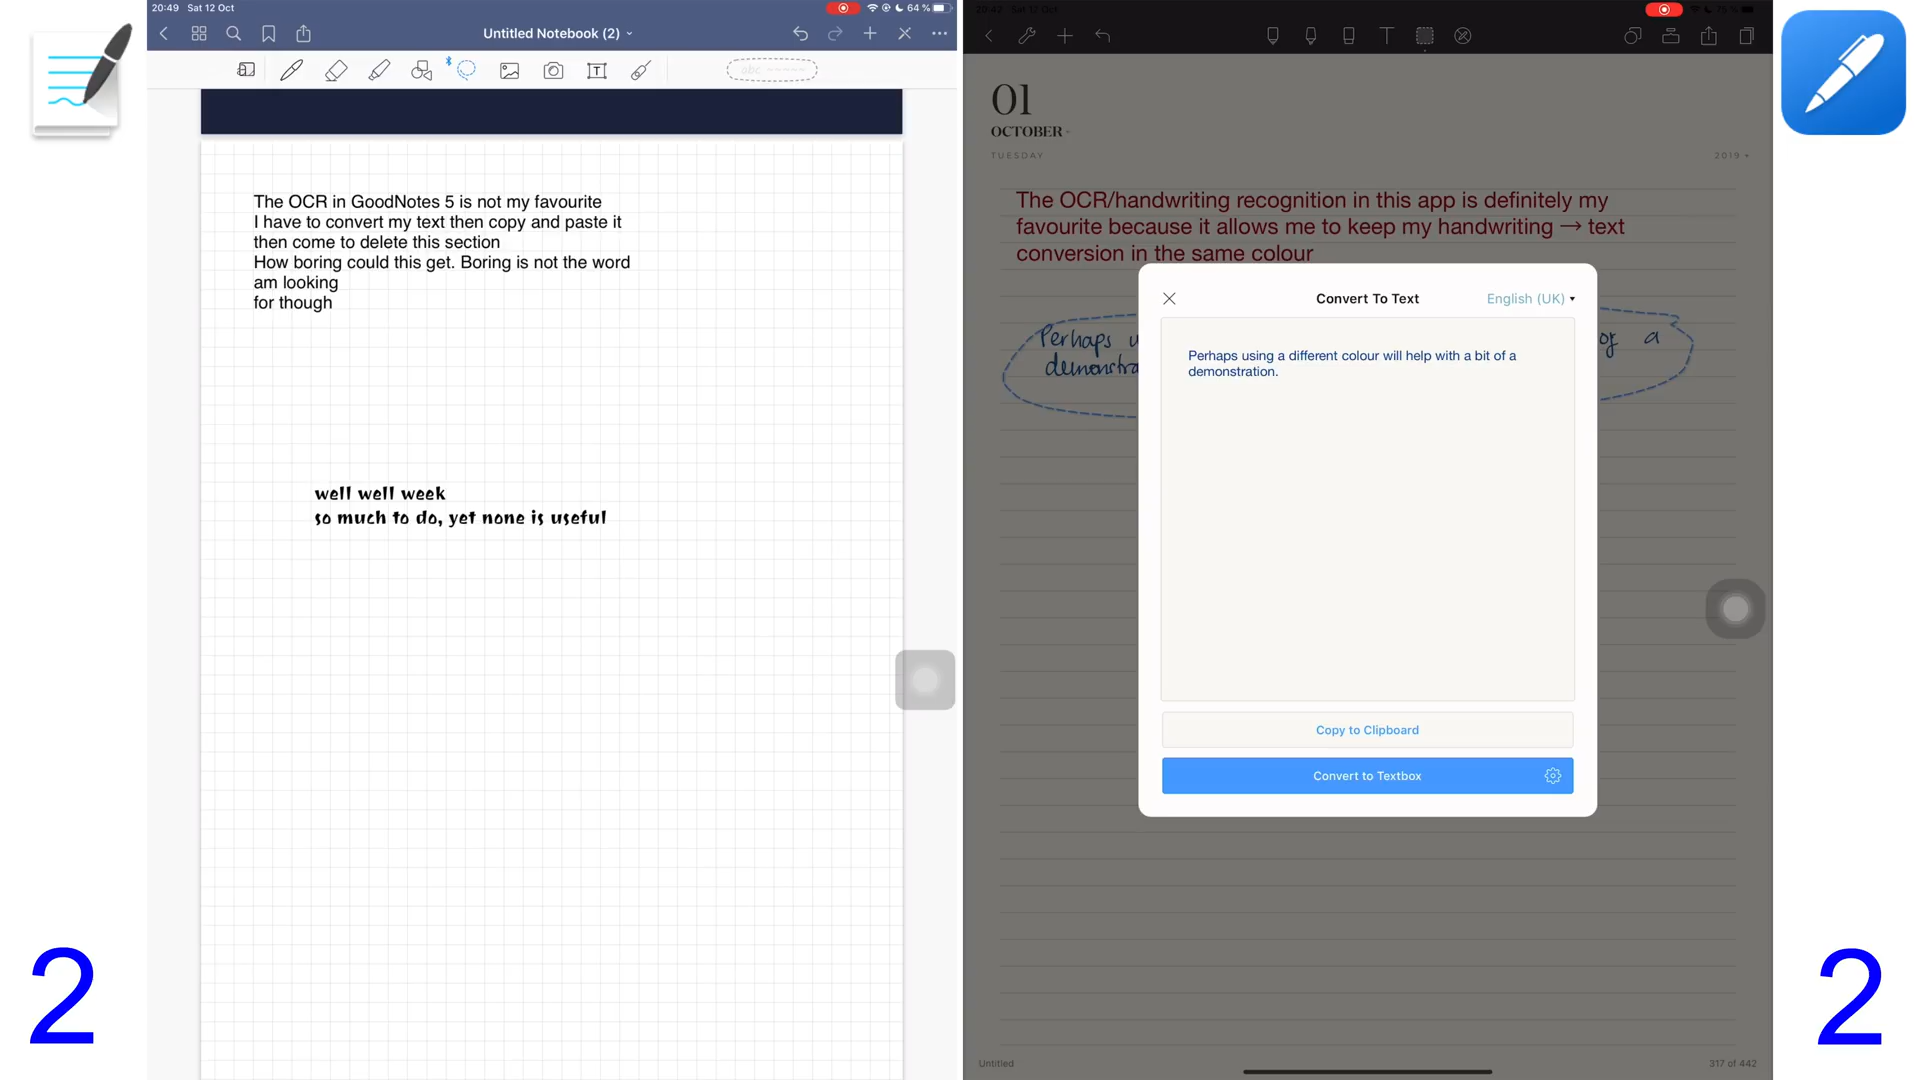 20:49 Sat 12 Oct
64 %
Untitled Notebook (2)
The OCR in GoodNotes 5 is not my favourite
I have to convert my text then copy and paste it
then come to delete this section
How boring could this get. Boring is not the word
am looking
for though
well well week
so much to do, yet none is useful
2
01
OCTOBER
TUESDAY
2019
The OCR/handwriting recognition in this app is definitely my
favourite because it allows me to keep my handwriting → text
conversion in the same colour
Perhaps
of a
demonstra
Convert To Text
English (UK)
Perhaps using a different colour will help with a bit of a
demonstration.
Copy to Clipboard
Convert to Textbox
Untitled
317 of 442
2